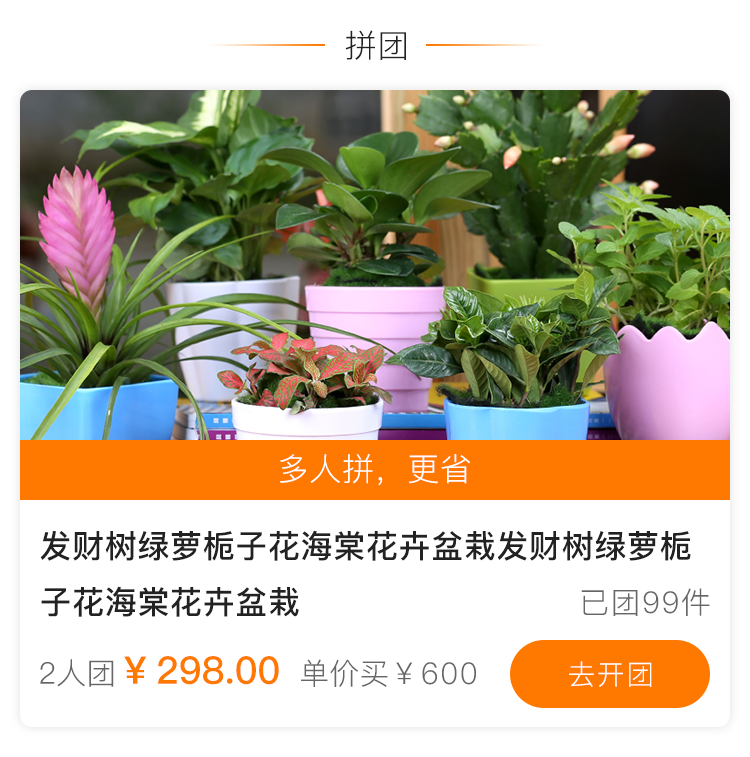 拼团
多人拼，更省
发财树绿萝栀子花海棠花卉盆栽发财树绿萝栀
子花海棠花卉盆栽
已团99件
2人团 ¥ 298.00 单价买 ¥ 600
去开团